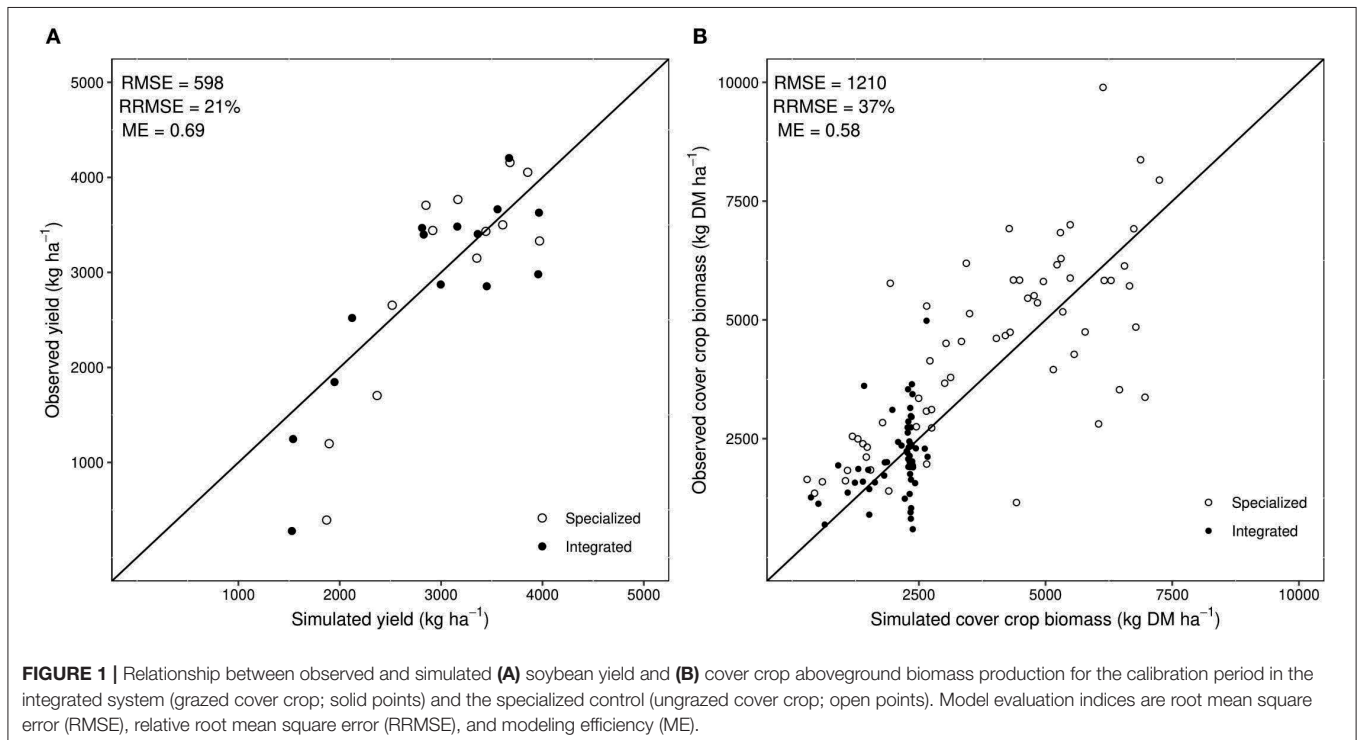 A
RMSE = 598
RRMSE = 21%
ME = 0.69
5000
4000
3000
2000
1000
Observed yield (kg ha⁻¹)
Specialized
Integrated
1000 2000 3000 4000 5000
Simulated yield (kg ha⁻¹)
B
RMSE = 1210
RRMSE = 37%
ME = 0.58
10000
7500
5000
2500
Observed cover crop biomass (kg DM ha⁻¹)
Specialized
Integrated
2500 5000 7500 10000
Simulated cover crop biomass (kg DM ha⁻¹)
FIGURE 1 | Relationship between observed and simulated (A) soybean yield and (B) cover crop aboveground biomass production for the calibration period in the
integrated system (grazed cover crop; solid points) and the specialized control (ungrazed cover crop; open points). Model evaluation indices are root mean square
error (RMSE), relative root mean square error (RRMSE), and modeling efficiency (ME).